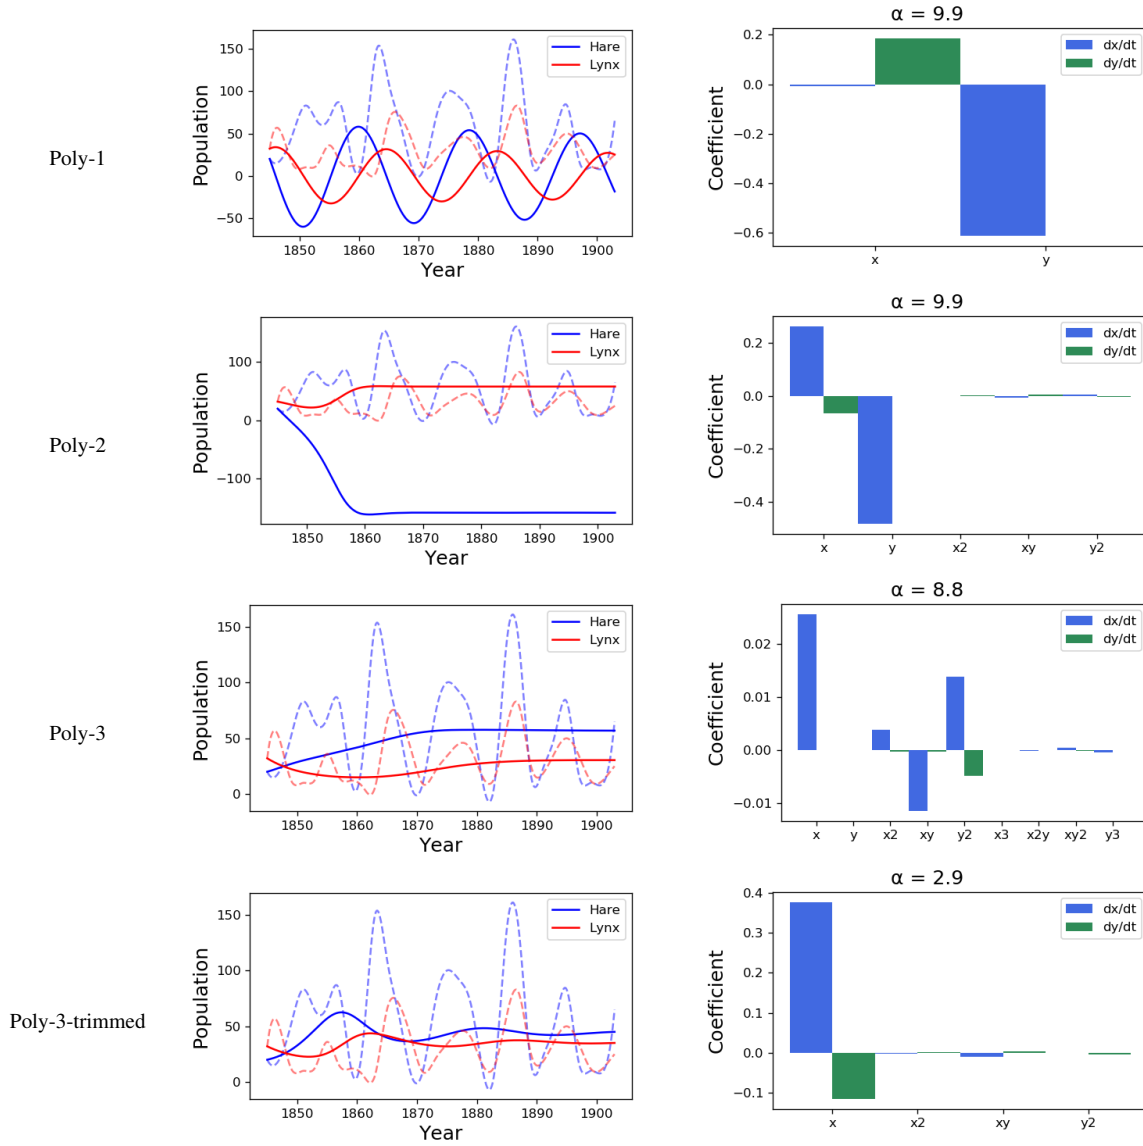 Poly-1
Population
150
100
50
0
−50
1850 1860 1870 1880 1890 1900
Year
Hare
Lynx
α = 9.9
Coefficient
0.2
0.0
−0.2
−0.4
−0.6
x y
dx/dt
dy/dt
Poly-2
Population
100
0
−100
1850 1860 1870 1880 1890 1900
Year
Hare
Lynx
α = 9.9
Coefficient
0.2
0.0
−0.2
−0.4
x y x2 xy y2
dx/dt
dy/dt
Poly-3
Population
150
100
50
0
1850 1860 1870 1880 1890 1900
Year
Hare
Lynx
α = 8.8
Coefficient
0.02
0.01
0.00
−0.01
x y x2 xy y2 x3 x2y xy2 y3
dx/dt
dy/dt
Poly-3-trimmed
Population
150
100
50
0
1850 1860 1870 1880 1890 1900
Year
Hare
Lynx
α = 2.9
Coefficient
0.4
0.3
0.2
0.1
0.0
−0.1
x x2 xy y2
dx/dt
dy/dt